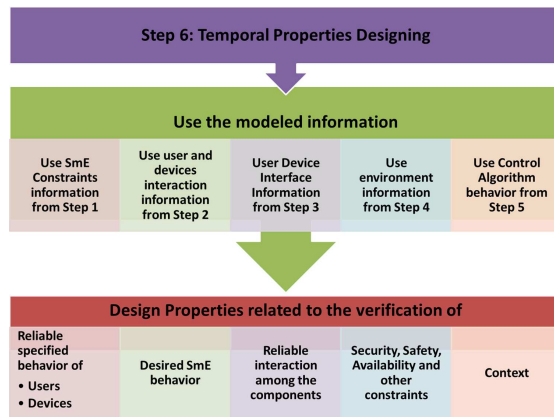 Step 6: Temporal Properties Designing
Use the modeled information
Use SmE
Constraints
information
from Step 1
Use user and
devices
interaction
information
from Step 2
User Device
Interface
Information
from Step 3
Use
environment
information
from Step 4
Use Control
Algorithm
behavior from
Step 5
Design Properties related to the verification of
Reliable
specified
behavior of
• Users
• Devices
Desired SmE
behavior
Reliable
interaction
among the
components
Security, Safety,
Availability and
other
constraints
Context